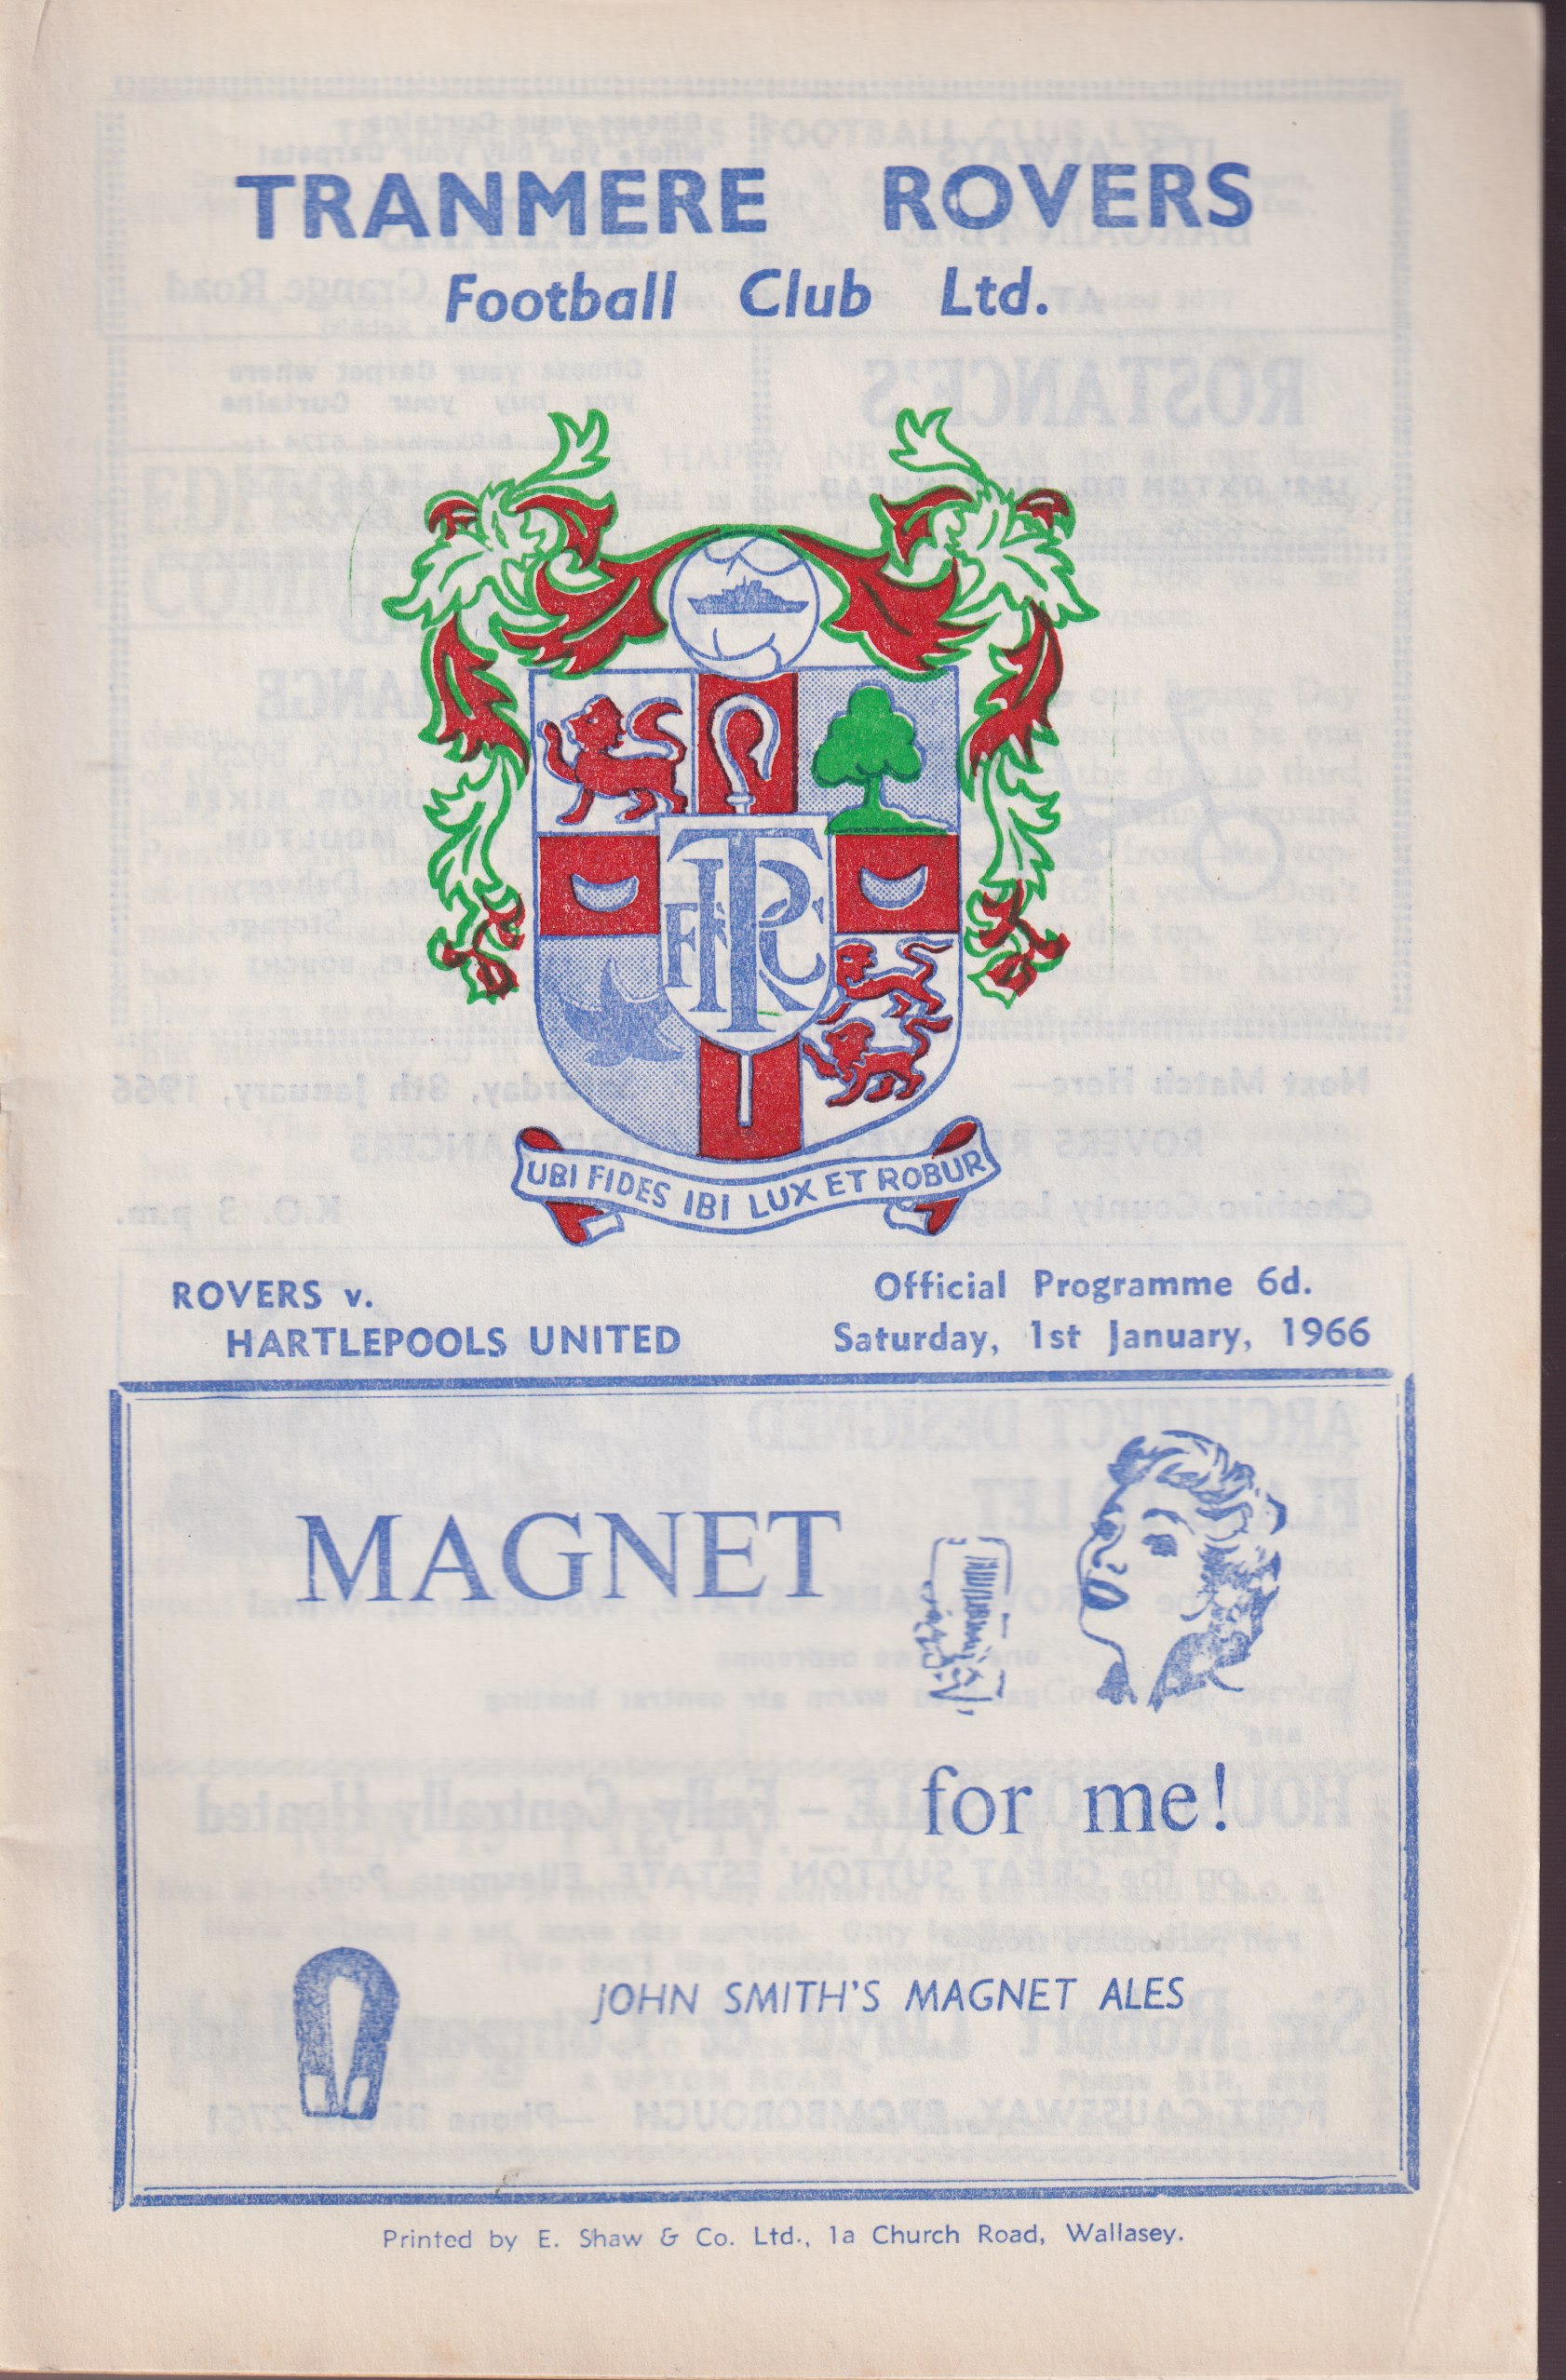 TRANMERE ROVERS
Football Club Ltd.
TRFC
UBI FIDES IBI LUX ET ROBUR
ROVERS v.
HARTLEPOOLS UNITED
Official Programme 6d.
Saturday, 1st January, 1966
MAGNET
for me!
JOHN SMITH'S MAGNET ALES
Printed by E. Shaw & Co. Ltd., 1a Church Road, Wallasey.